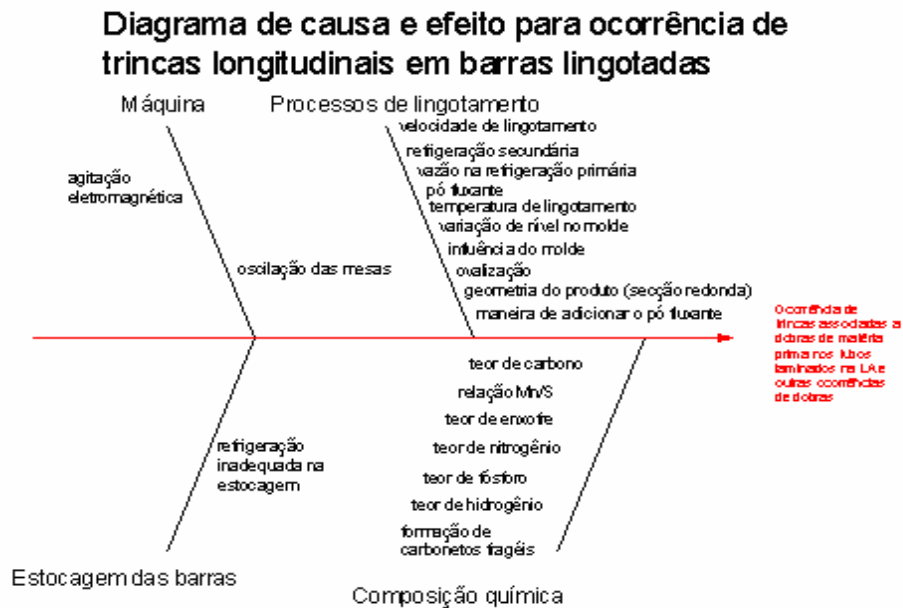 Diagrama de causa e efeito para ocorrência de
trincas longitudinais em barras lingotadas
Máquina
Processos de lingotamento
velocidade de lingotamento
refrigeração secundária
vazão na refrigeração primária
pó fluxante
temperatura de lingotamento
variação de nível no molde
influência do molde
ovalização
geometria do produto (secção redonda)
maneira de adicionar o pó fluxante
agitação
eletromagnética
oscilação das mesas
Ocorrência de
trincas associadas a
dobras de matéria
prima nos tubos
laminados na LA e
outras ocorrências
de dobras
teor de carbono
relação Mn/S
teor de enxofre
teor de nitrogênio
teor de fósforo
teor de hidrogênio
formação de
carbonetos fragéis
refrigeração
inadequada na
estocagem
Estocagem das barras
Composição química